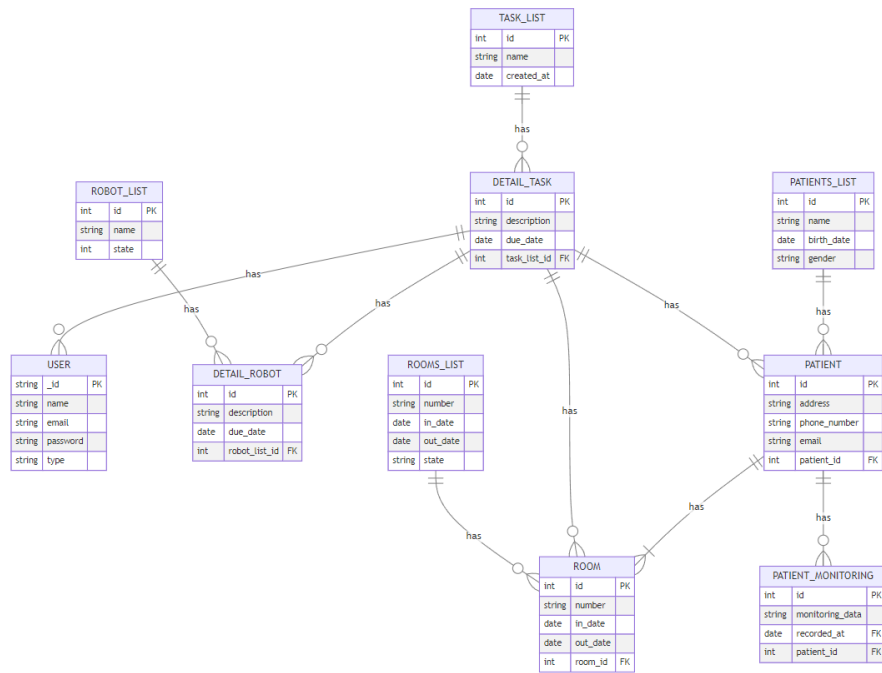 TASK_LIST
int id PK
string name
date created_at
has
DETAIL_TASK
int id PK
string description
date due_date
int task_list_id FK
ROBOT_LIST
int id PK
string name
int state
PATIENTS_LIST
int id PK
string name
date birth_date
string gender
has
has
has
has
has
has
USER
string _id PK
string name
string email
string password
string type
DETAIL_ROBOT
int id PK
string description
date due_date
int robot_list_id FK
ROOMS_LIST
int id PK
string number
date in_date
date out_date
string state
PATIENT
int id PK
string address
string phone_number
string email
int patient_id FK
has
has
has
has
ROOM
int id PK
string number
date in_date
date out_date
int room_id FK
PATIENT_MONITORING
int id PK
string monitoring_data
date recorded_at FK
int patient_id FK